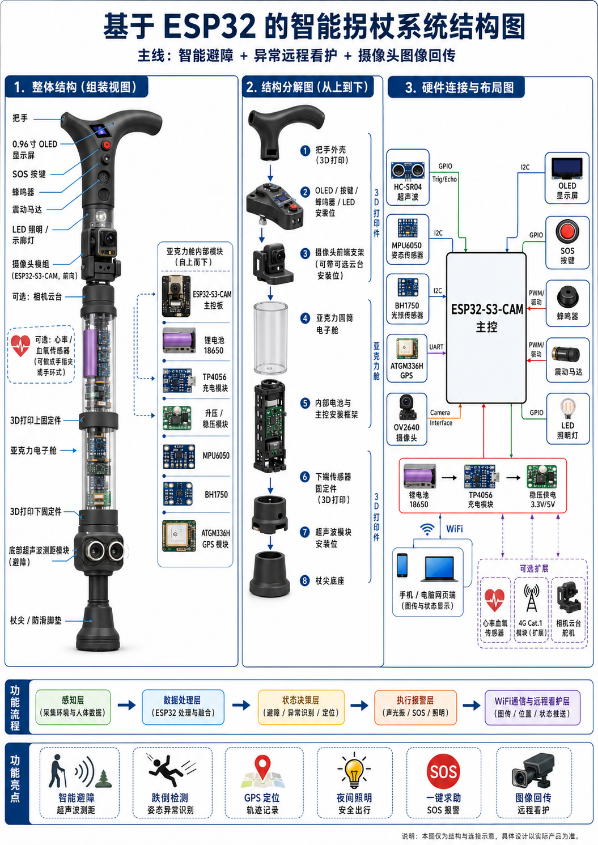 基于 ESP32 的智能拐杖系统结构图
主线：智能避障 + 异常远程看护 + 摄像头图像回传
1. 整体结构（组装视图）
把手
0.96 寸 OLED
显示屏
SOS 按键
蜂鸣器
震动马达
LED 照明 /
示廓灯
摄像头模组
(ESP32-S3-CAM, 前向)
可选：相机云台
可选：心率 /
血氧传感器
(可做成手指夹
或手环式)
3D打印上固定件
亚克力电子舱
3D打印下固定件
底部超声波测距模块
(避障)
杖尖 / 防滑脚垫
亚克力舱内部模块
（自上而下）
ESP32-S3-CAM
主控板
锂电池
18650
TP4056
充电模块
升压 /
稳压模块
MPU6050
BH1750
ATGM336H
GPS 模块
2. 结构分解图（从上到下）
1 把手外壳
（3D打印）
2 OLED / 按键 /
蜂鸣器 / LED
安装位
3 摄像头前端支架
（可带可选云台
安装位）
4 亚克力圆筒
电子舱
5 内部电池与
主控安装框架
6 下端传感器
固定件
（3D打印）
7 超声波模块
安装位
8 杖尖底座
3D打印件
亚克力舱
3D打印件
3. 硬件连接与布局图
HC-SR04
超声波
GPIO
Trig/Echo
MPU6050
姿态传感器
I2C
BH1750
光照传感器
I2C
ATGM336H
GPS
UART
OV2640
摄像头
Camera
Interface
ESP32-S3-CAM
主控
I2C
OLED
显示屏
GPIO
SOS
按键
PWM/
驱动
蜂鸣器
PWM/
驱动
震动马达
GPIO
LED
照明灯
锂电池
18650
TP4056
充电模块
稳压供电
3.3V/5V
WiFi
手机 / 电脑网页端
（图传与状态显示）
可选扩展
心率血氧
传感器
4G Cat.1
模块（扩展）
相机云台
舵机
功能流程
感知层
（采集环境与人体数据）
数据处理层
（ESP32 处理与融合）
状态决策层
（避障 / 异常识别 / 定位）
执行报警层
（声光振 / SOS / 照明）
WiFi通信与远程看护层
（图传 / 位置 / 状态推送）
功能亮点
智能避障
超声波测距
跌倒检测
姿态异常识别
GPS 定位
轨迹记录
夜间照明
安全出行
SOS
一键求助
SOS 报警
图像回传
远程看护
说明：本图仅为结构与连接示意，具体设计以实际产品为准。